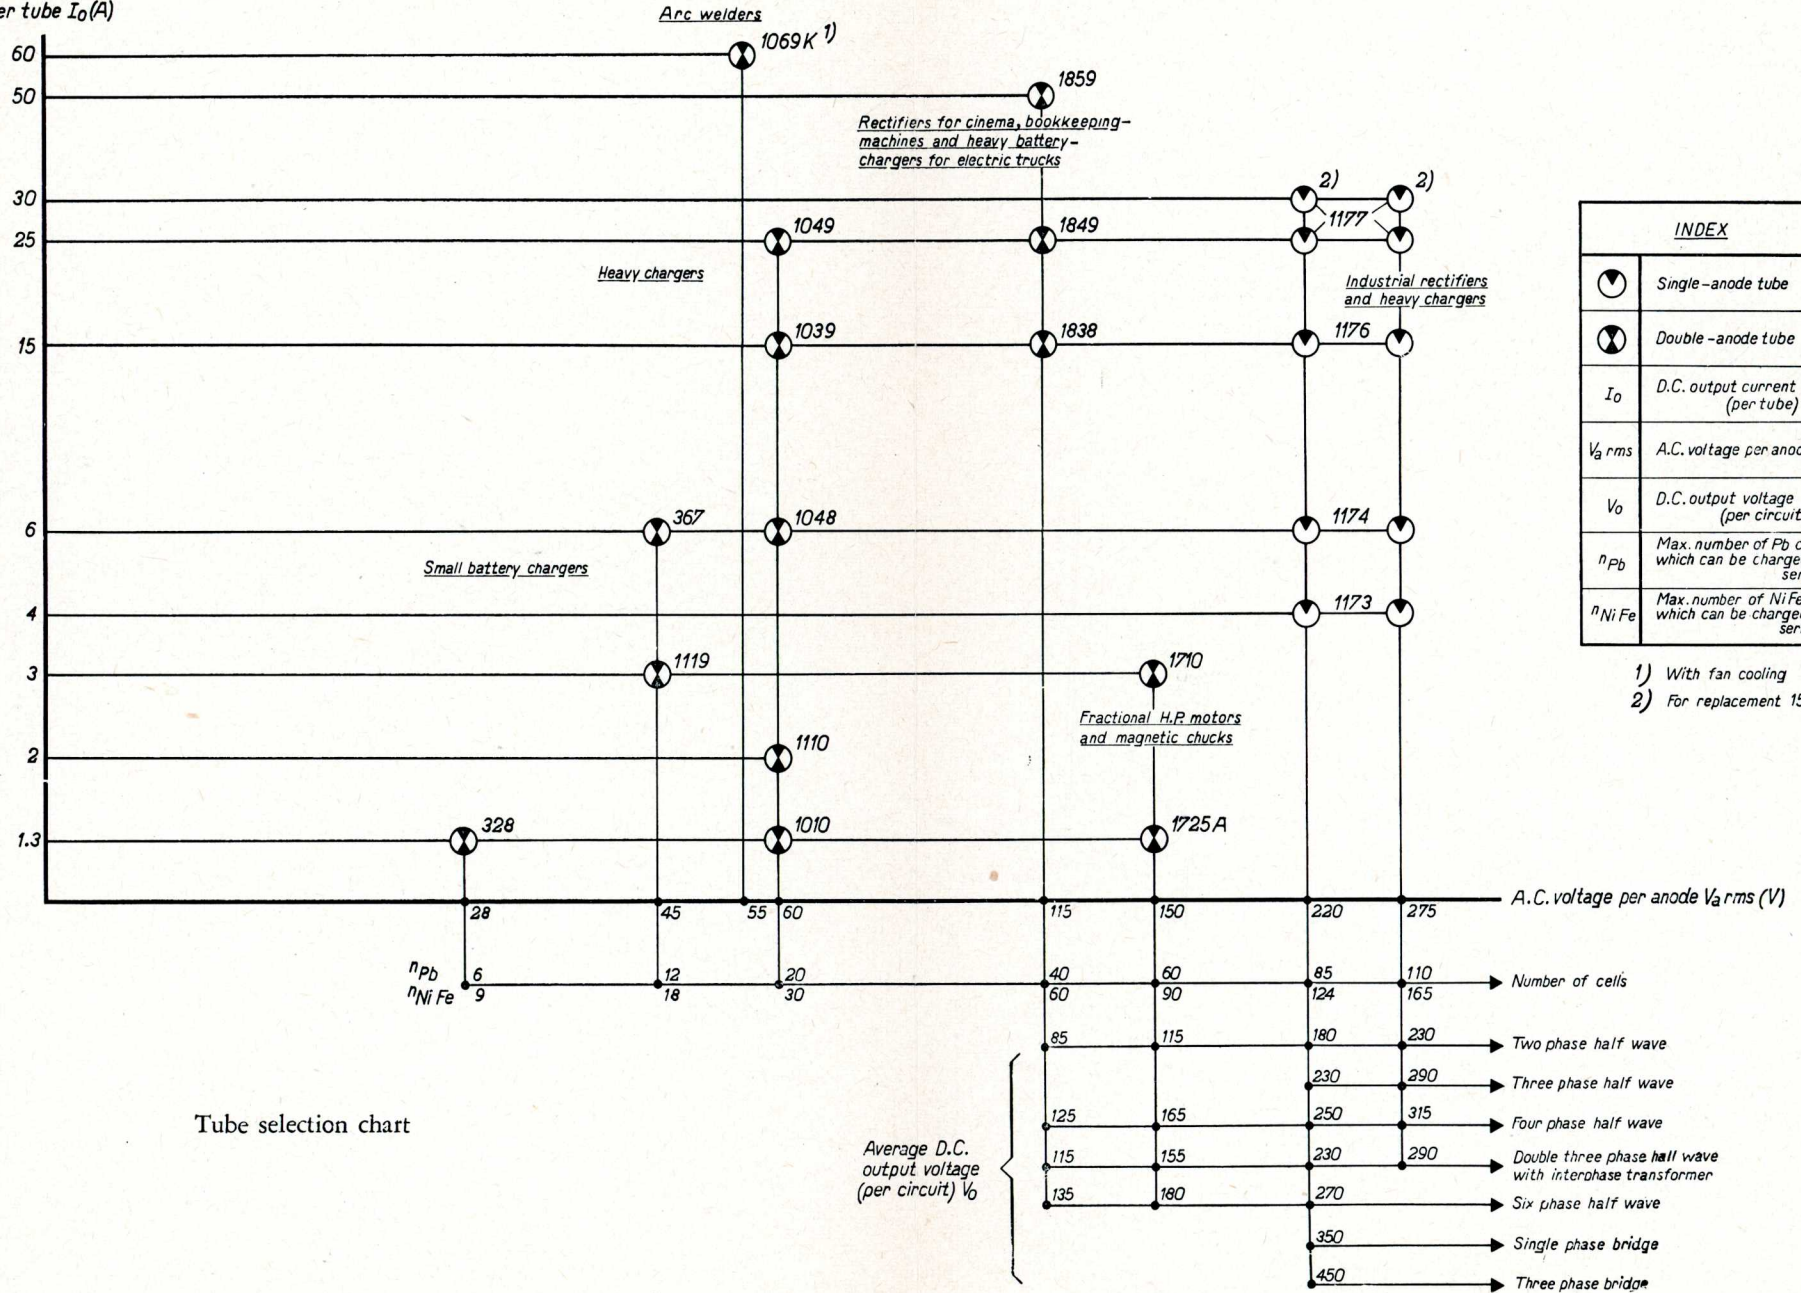 er tube Io (A)
Arc welders
60
1069K 1)
50
1859
Rectifiers for cinema, bookkeeping-
machines and heavy battery-
chargers for electric trucks
30
2)
2)
1177
25
1049
1849
Heavy chargers
Industrial rectifiers
and heavy chargers
15
1039
1838
1176
6
367
1048
1174
Small battery chargers
4
1173
3
1119
1710
Fractional H.P. motors
and magnetic chucks
2
1110
1.3
328
1010
1725A
28
45
55
60
115
150
220
275
A.C. voltage per anode Va rms (V)
nPb
6
12
20
40
60
85
110
nNi Fe
9
18
30
60
90
124
165
Number of cells
85
115
180
230
Two phase half wave
230
290
Three phase half wave
125
165
250
315
Four phase half wave
115
155
230
290
Double three phase half wave
with interphase transformer
135
180
270
Six phase half wave
350
Single phase bridge
450
Three phase bridge
Average D.C.
output voltage
(per circuit) Vo
Tube selection chart
INDEX
Single-anode tube
Double-anode tube
Io
D.C. output current
(per tube)
Va rms
A.C. voltage per anod
Vo
D.C. output voltage
(per circuit
nPb
Max. number of Pb c
which can be charge
ser
nNi Fe
Max. number of NiFe
which can be charged
seri
1) With fan cooling
2) For replacement 15